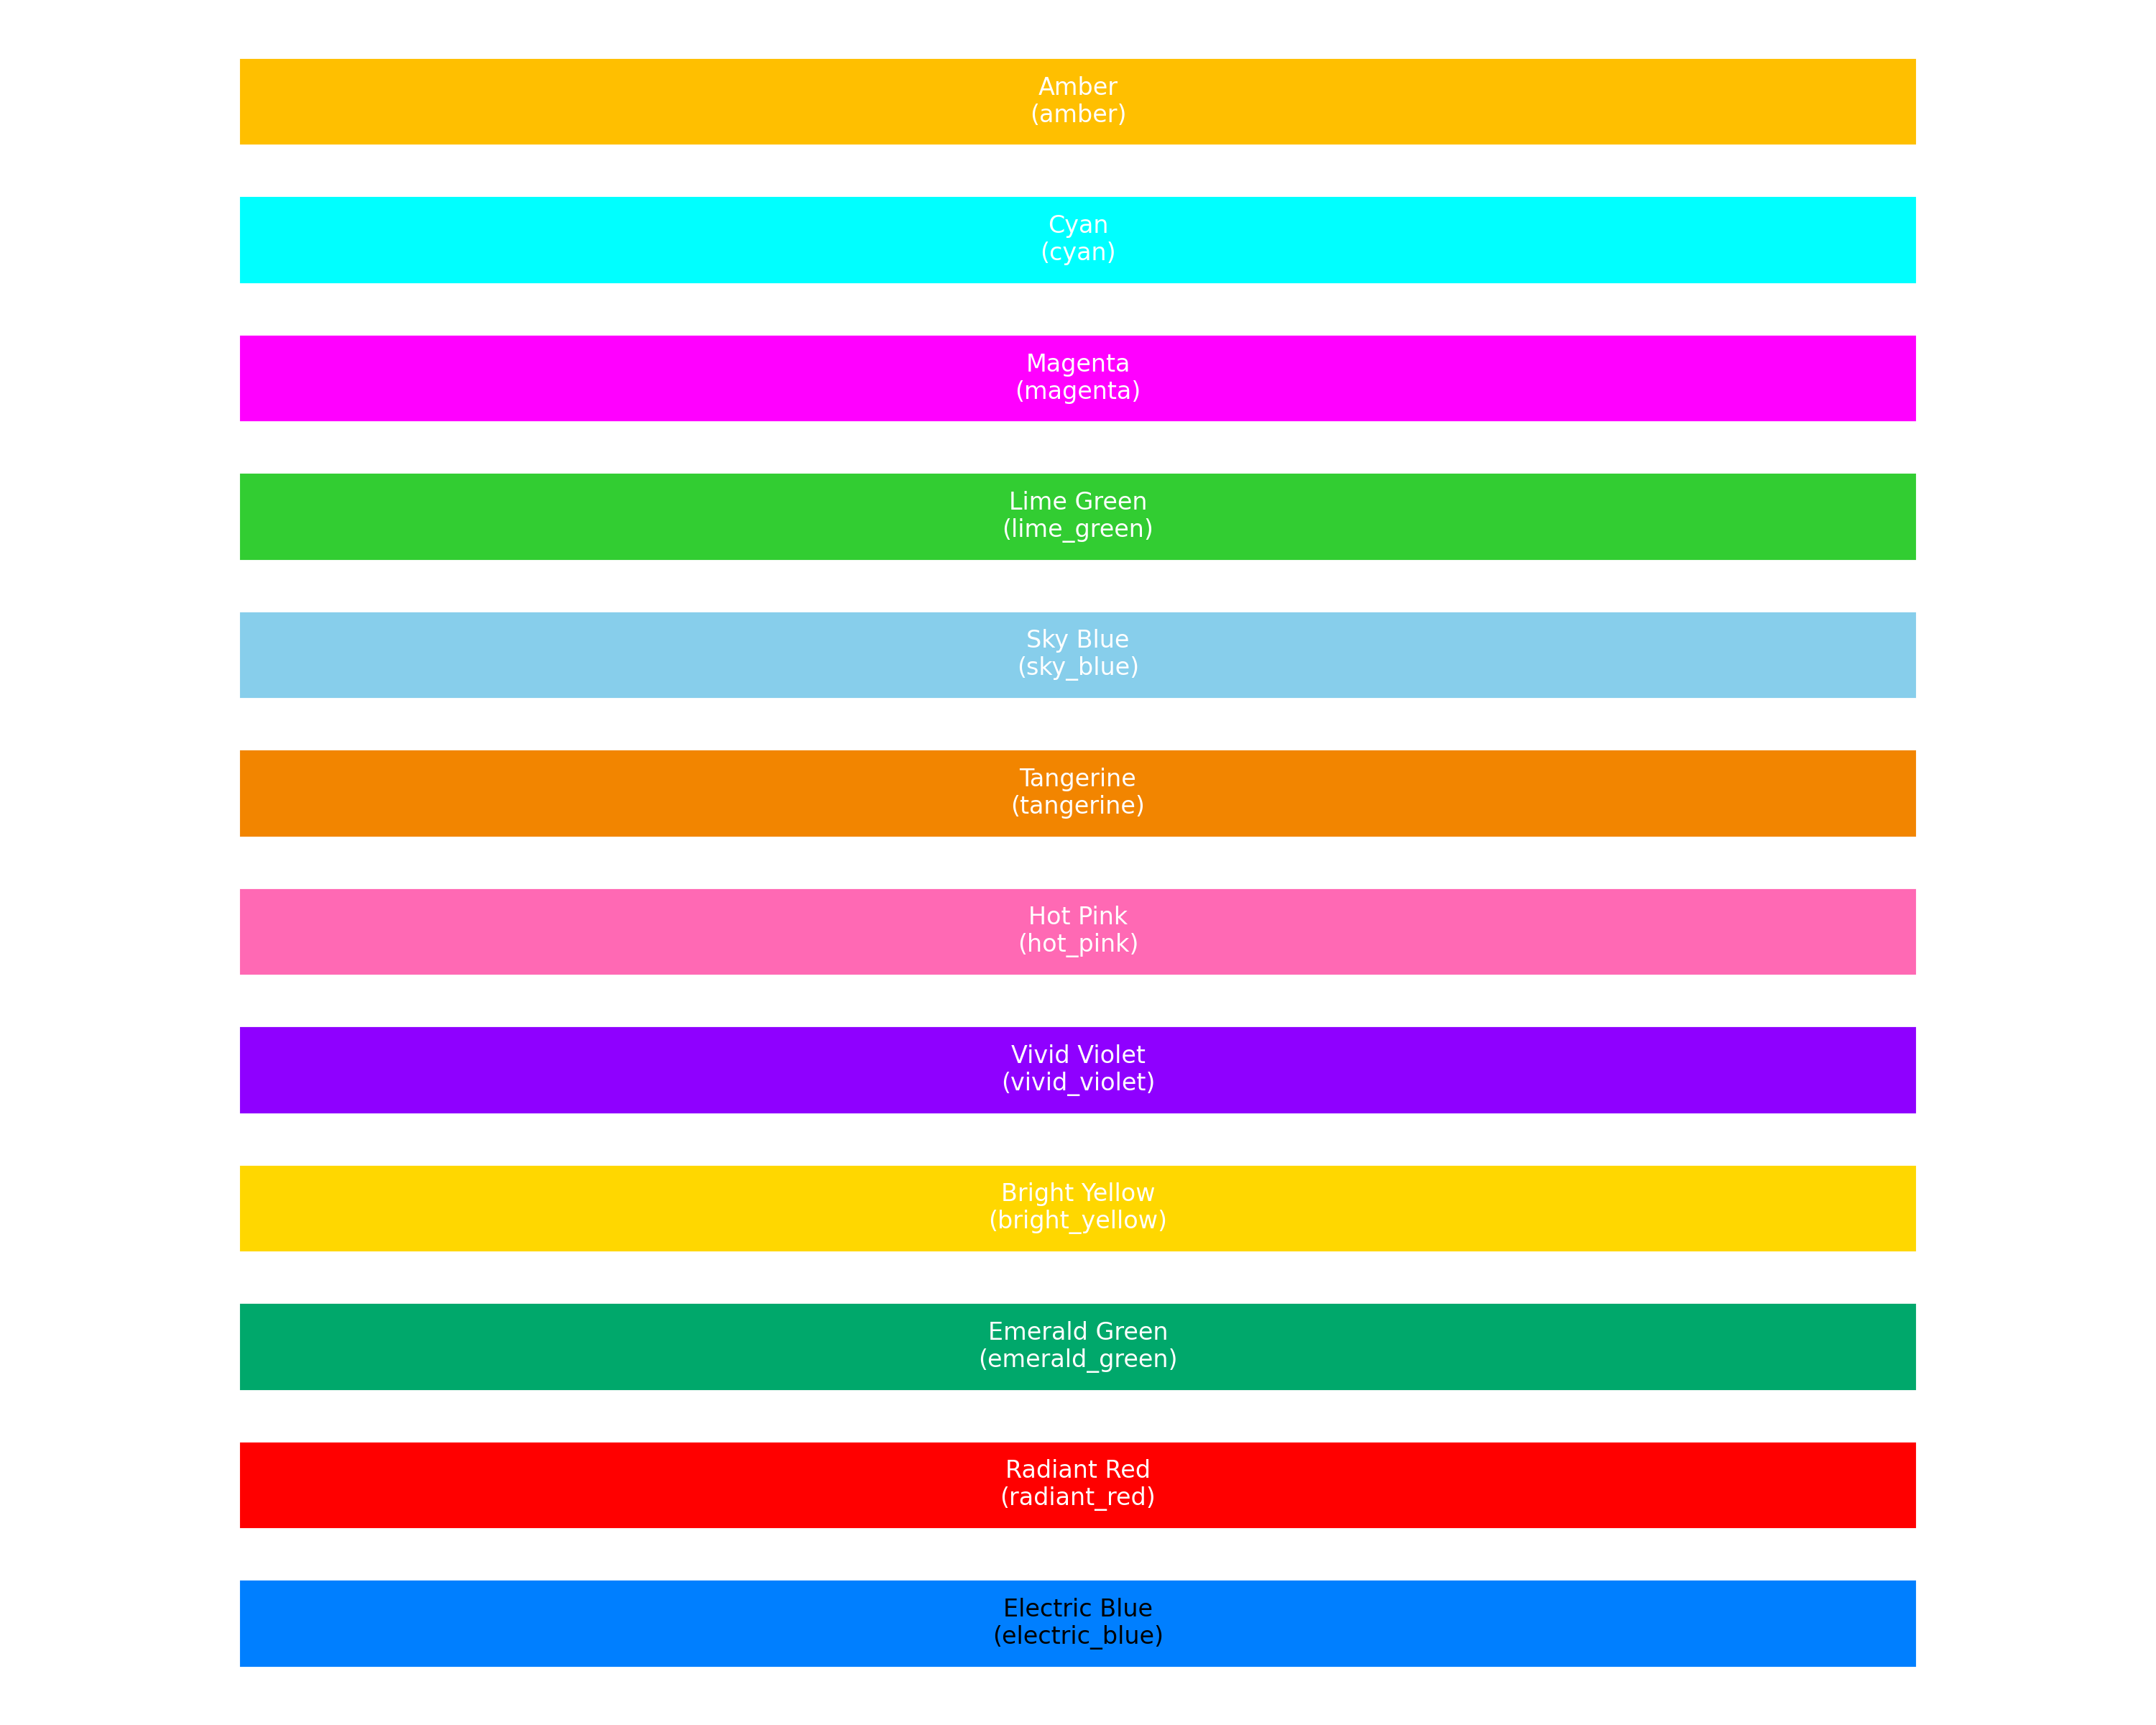 Amber
(amber)
Cyan
(cyan)
Magenta
(magenta)
Lime Green
(lime_green)
Sky Blue
(sky_blue)
Tangerine
(tangerine)
Hot Pink
(hot_pink)
Vivid Violet
(vivid_violet)
Bright Yellow
(bright_yellow)
Emerald Green
(emerald_green)
Radiant Red
(radiant_red)
Electric Blue
(electric_blue)